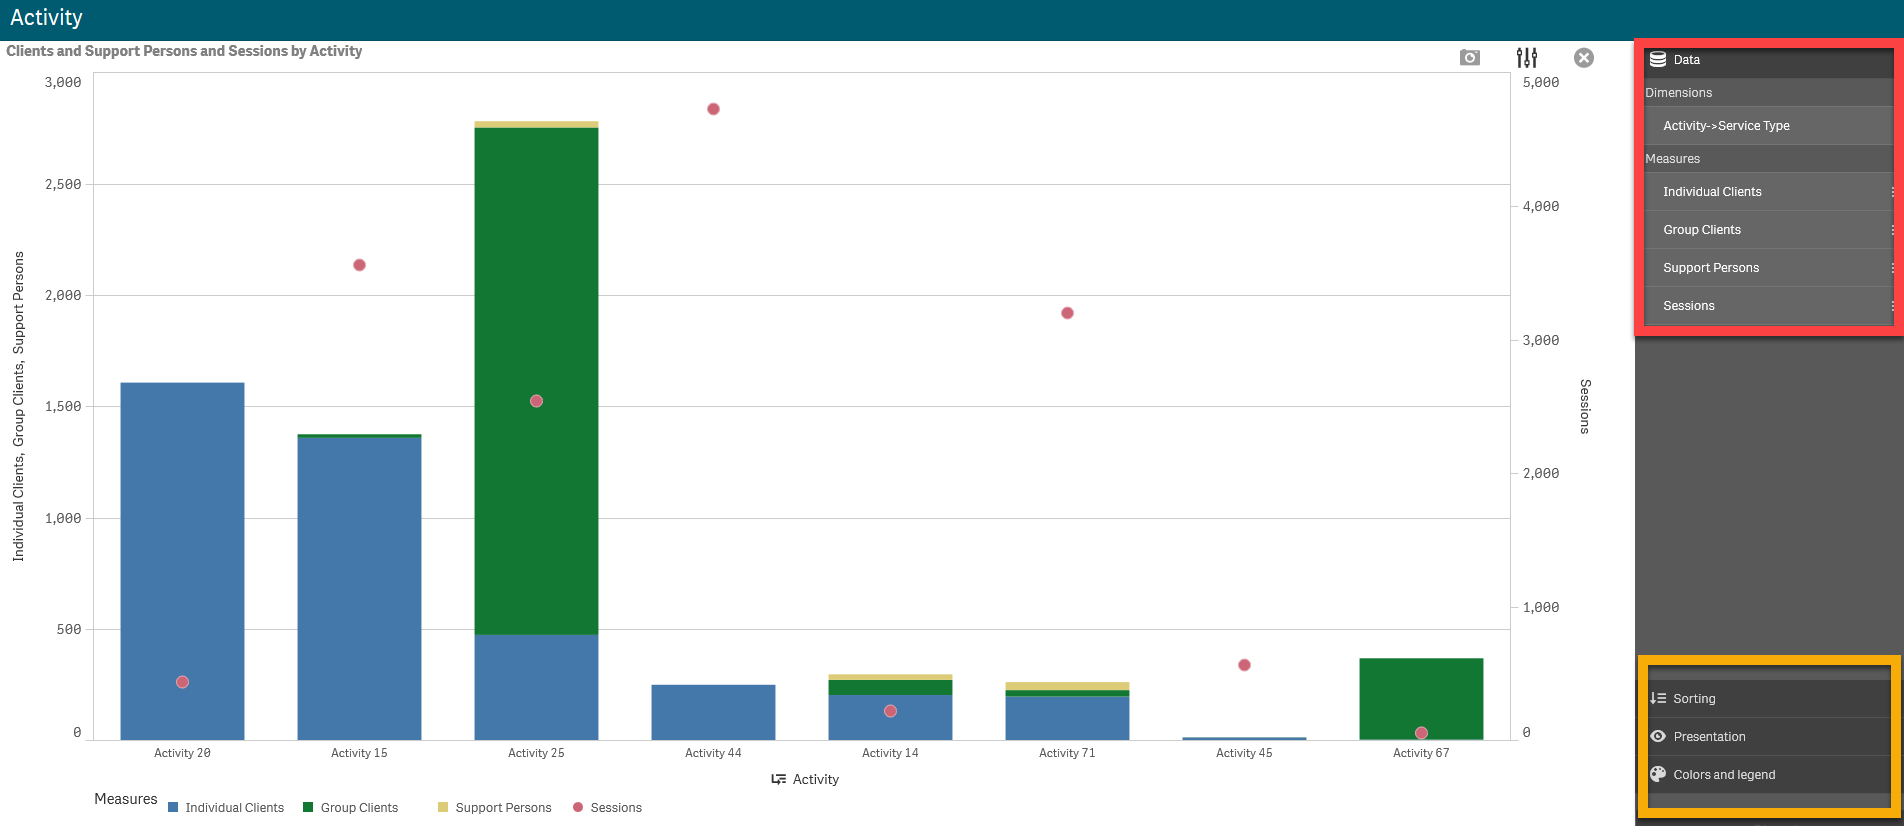 Activity
Clients and Support Persons and Sessions by Activity
3,000
2,500
2,000
1,500
1,000
500
0
Individual Clients, Group Clients, Support Persons
5,000
4,000
3,000
2,000
1,000
0
Sessions
Activity 20
Activity 15
Activity 25
Activity 44
Activity 14
Activity 71
Activity 45
Activity 67
Activity
Measures
Individual Clients
Group Clients
Support Persons
Sessions
Data
Dimensions
Activity->Service Type
Measures
Individual Clients
Group Clients
Support Persons
Sessions
Sorting
Presentation
Colors and legend